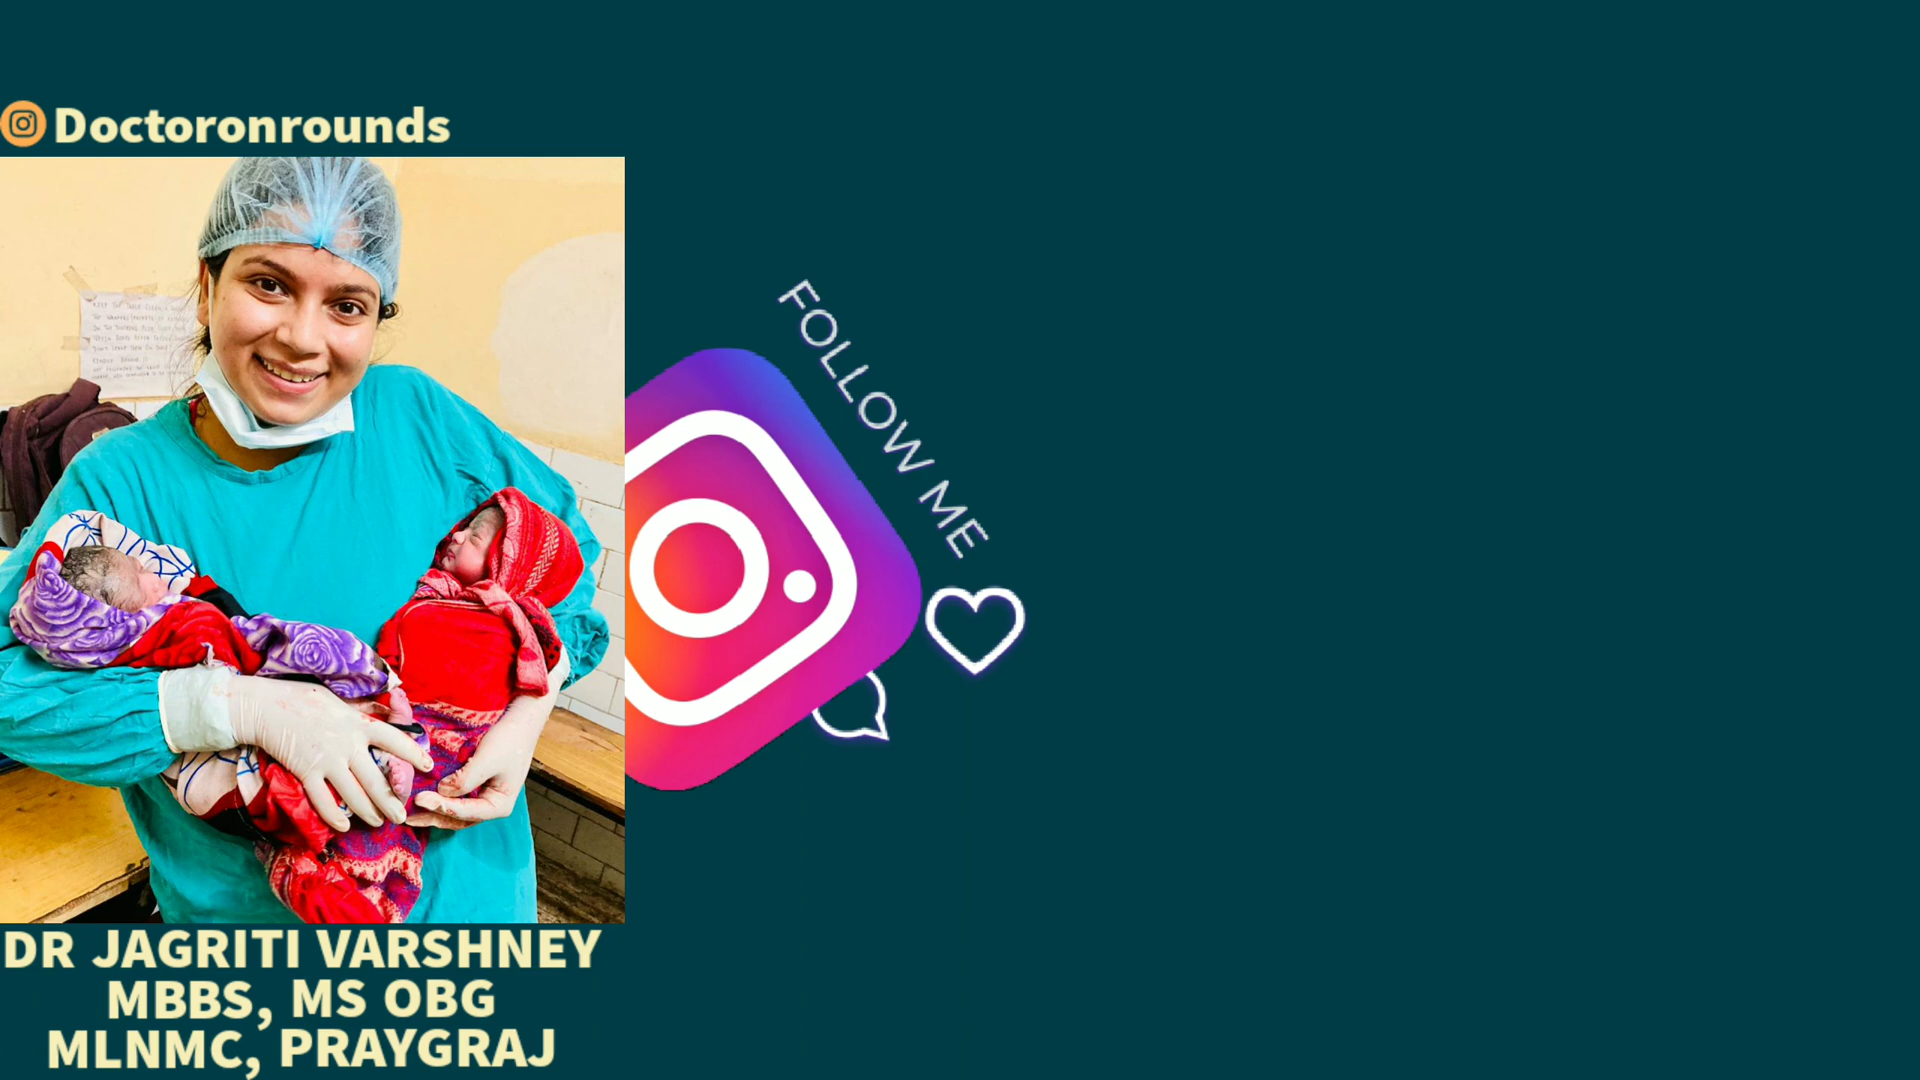 Doctoronrounds
FOLLOW ME
DR JAGRITI VARSHNEY
MBBS, MS OBG
MLNMC, PRAYGRAJ